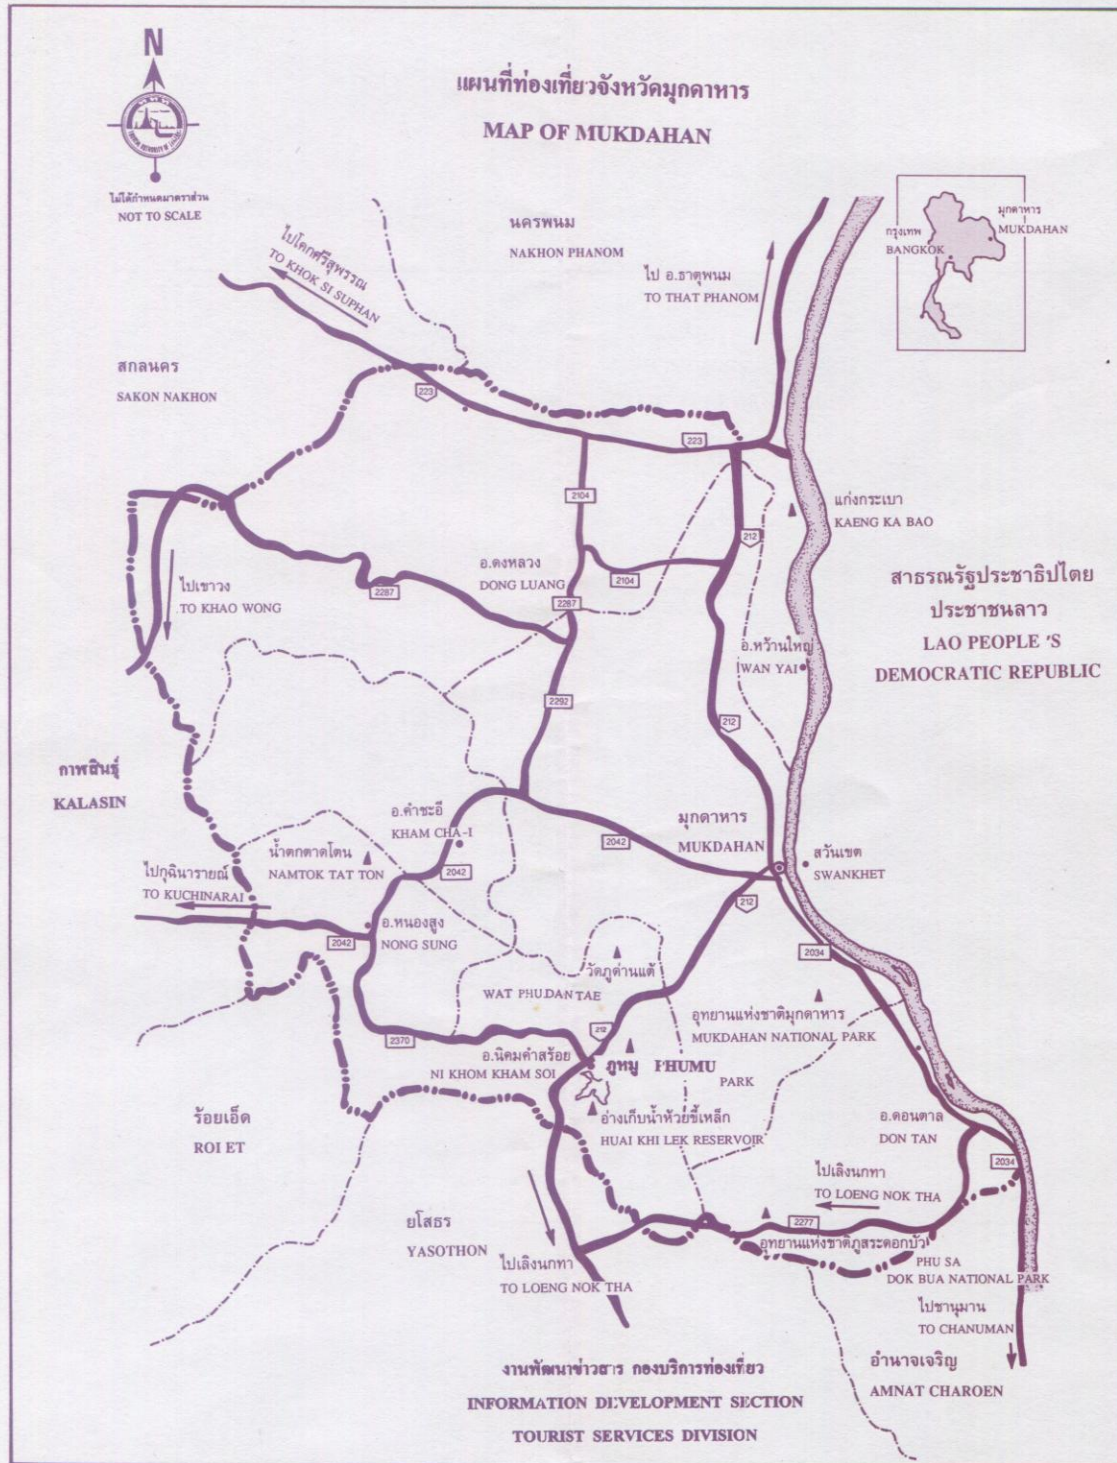 N
แผนที่ท่องเที่ยวจังหวัดมุกดาหาร
MAP OF MUKDAHAN
ไม่ได้กำหนดมาตราส่วน
NOT TO SCALE
นครพนม
NAKHON PHANOM
มุกดาหาร
MUKDAHAN
กรุงเทพ
BANGKOK
ไปโคกศรีสุพรรณ
TO KHOK SI SUPHAN
ไป อ.ธาตุพนม
TO THAT PHANOM
สกลนคร
SAKON NAKHON
223
223
2104
แก่งกระเบา
KAENG KA BAO
212
อ.ดงหลวง
DONG LUANG
2104
สาธรณรัฐประชาธิปไตย
ประชาชนลาว
LAO PEOPLE 'S
DEMOCRATIC REPUBLIC
ไปเขาวง
TO KHAO WONG
2287
2287
อ.หว้านใหญ่
WAN YAI
2292
212
กาฬสินธุ์
KALASIN
อ.คำชะอี
KHAM CHA-I
มุกดาหาร
MUKDAHAN
2042
น้ำตกตาดโตน
NAMTOK TAT TON
2042
สวันเขต
SWANKHET
ไปกุฉินารายณ์
TO KUCHINARAI
212
อ.หนองสูง
NONG SUNG
2042
2034
วัดภูด่านแต้
WAT PHU DAN TAE
อุทยานแห่งชาติมุกดาหาร
MUKDAHAN NATIONAL PARK
212
2370
อ.นิคมคำสร้อย
NI KHOM KHAM SOI
ภูหมู PHUMU
PARK
ร้อยเอ็ด
ROI ET
อ่างเก็บน้ำห้วยขี้เหล็ก
HUAI KHI LEK RESERVOIR
อ.ดอนตาล
DON TAN
2034
ไปเลิงนกทา
TO LOENG NOK THA
ยโสธร
YASOTHON
2277
อุทยานแห่งชาติภูสระดอกบัว
PHU SA
DOK BUA NATIONAL PARK
ไปเลิงนกทา
TO LOENG NOK THA
ไปชานุมาน
TO CHANUMAN
อำนาจเจริญ
AMNAT CHAROEN
งานพัฒนาข่าวสาร กองบริการท่องเที่ยว
INFORMATION DEVELOPMENT SECTION
TOURIST SERVICES DIVISION